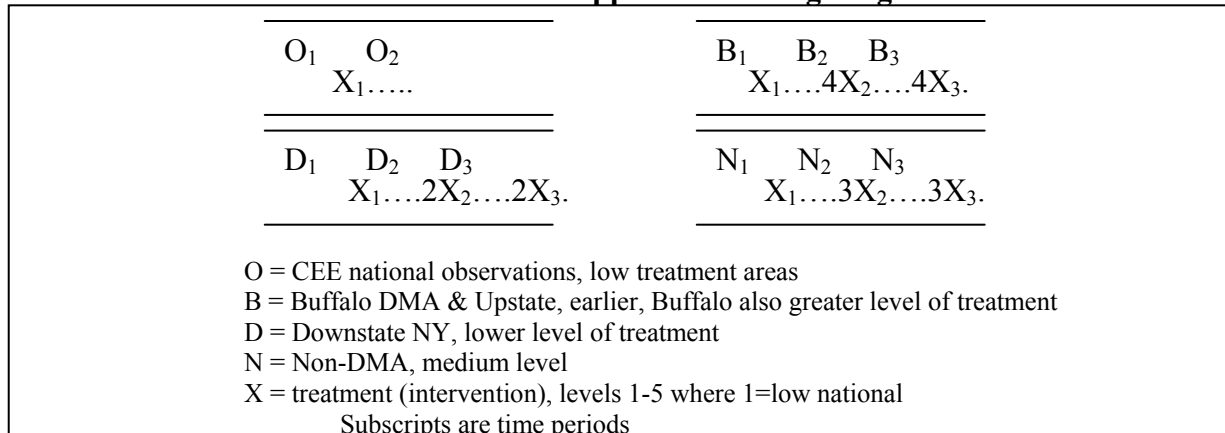 O₁ O₂
X₁…..
B₁ B₂ B₃
X₁….4X₂….4X₃.
D₁ D₂ D₃
X₁….2X₂….2X₃.
N₁ N₂ N₃
X₁….3X₂….3X₃.
O = CEE national observations, low treatment areas
B = Buffalo DMA & Upstate, earlier, Buffalo also greater level of treatment
D = Downstate NY, lower level of treatment
N = Non-DMA, medium level
X = treatment (intervention), levels 1-5 where 1=low national
Subscripts are time periods